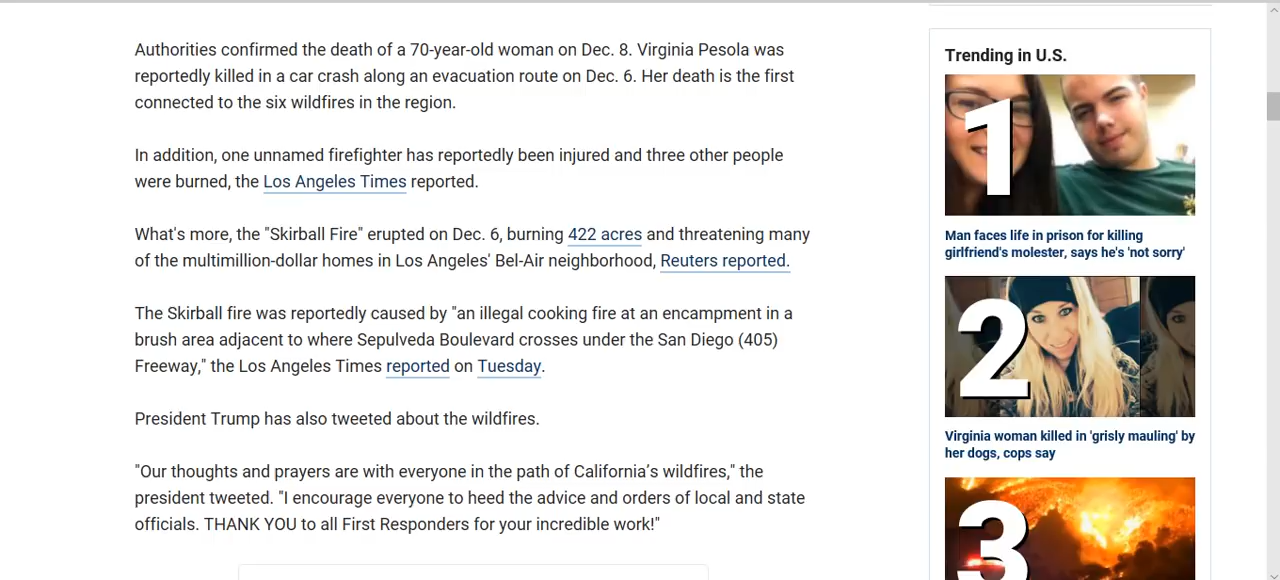 Authorities confirmed the death of a 70-year-old woman on Dec. 8. Virginia Pesola was
reportedly killed in a car crash along an evacuation route on Dec. 6. Her death is the first
connected to the six wildfires in the region.
In addition, one unnamed firefighter has reportedly been injured and three other people
were burned, the Los Angeles Times reported.
What's more, the "Skirball Fire" erupted on Dec. 6, burning 422 acres and threatening many
of the multimillion-dollar homes in Los Angeles' Bel-Air neighborhood, Reuters reported.
The Skirball fire was reportedly caused by "an illegal cooking fire at an encampment in a
brush area adjacent to where Sepulveda Boulevard crosses under the San Diego (405)
Freeway," the Los Angeles Times reported on Tuesday.
President Trump has also tweeted about the wildfires.
"Our thoughts and prayers are with everyone in the path of California's wildfires," the
president tweeted. "I encourage everyone to heed the advice and orders of local and state
officials. THANK YOU to all First Responders for your incredible work!"
Trending in U.S.
1
Man faces life in prison for killing
girlfriend's molester, says he's 'not sorry'
2
Virginia woman killed in 'grisly mauling' by
her dogs, cops say
3